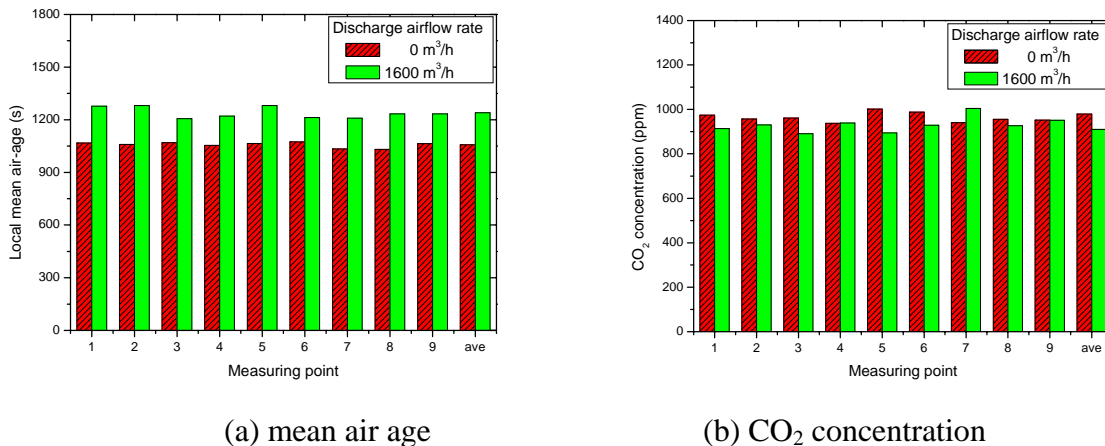 1800
1500
1200
900
600
300
0
Local mean air-age (s)
Discharge airflow rate
0 m³/h
1600 m³/h
1 2 3 4 5 6 7 8 9 ave
Measuring point
(a) mean air age
1400
1200
1000
800
600
400
200
0
CO₂ concentration (ppm)
Discharge airflow rate
0 m³/h
1600 m³/h
1 2 3 4 5 6 7 8 9 ave
Measuring point
(b) CO₂ concentration